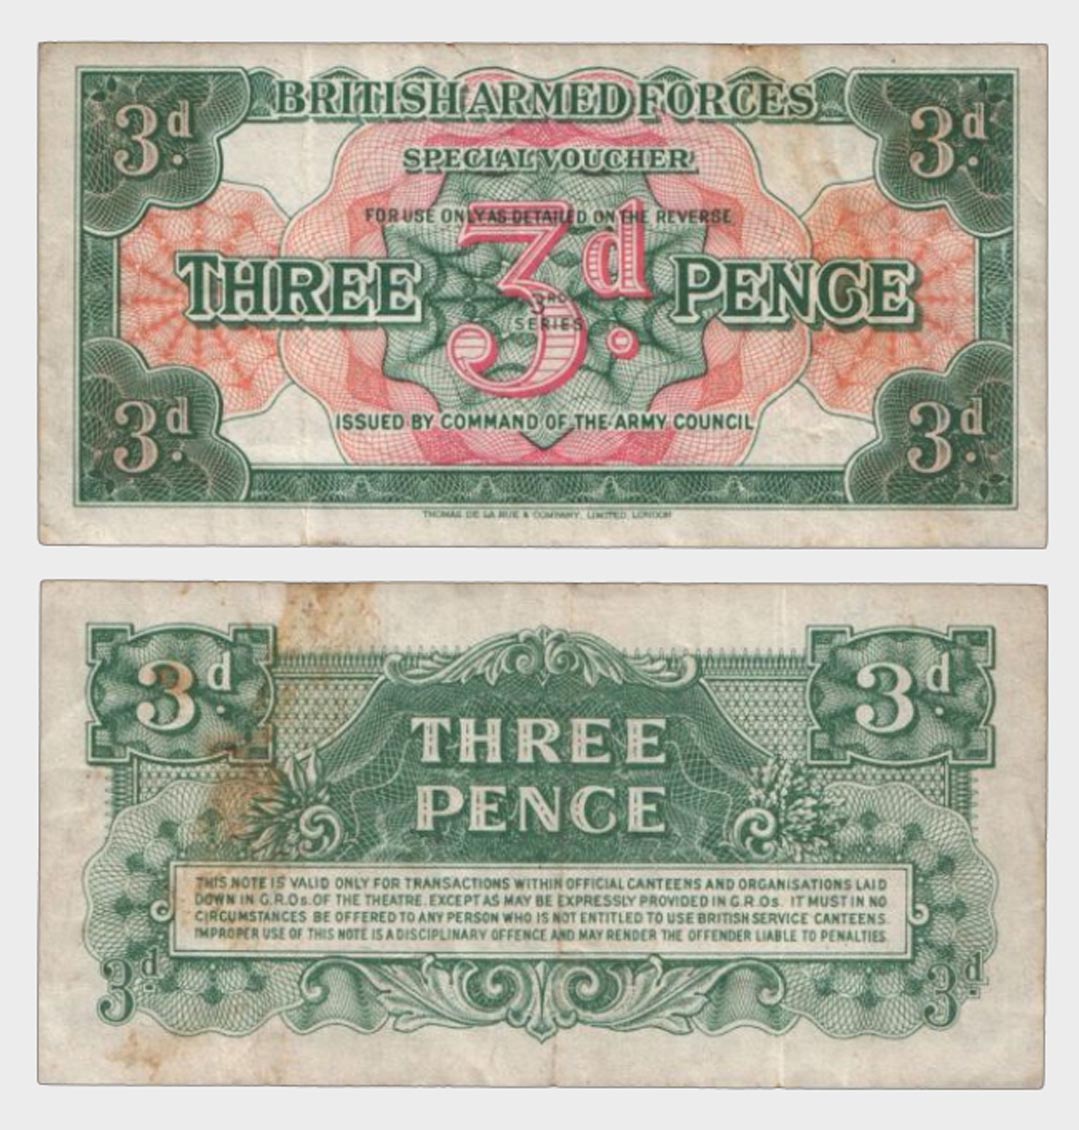 3d.
BRITISH ARMED FORCES
3d.
SPECIAL VOUCHER
FOR USE ONLY AS DETAILED ON THE REVERSE
THREE 3d. PENCE
3RD
SERIES
ISSUED BY COMMAND OF THE ARMY COUNCIL
3d.
3d.
THOMAS DE LA RUE & COMPANY, LIMITED, LONDON
3d.
3d.
THREE
PENCE
THIS NOTE IS VALID ONLY FOR TRANSACTIONS WITHIN OFFICIAL CANTEENS AND ORGANISATIONS LAID
DOWN IN G.R.Os. OF THE THEATRE, EXCEPT AS MAY BE EXPRESSLY PROVIDED IN G.R.Os. IT MUST IN NO
CIRCUMSTANCES BE OFFERED TO ANY PERSON WHO IS NOT ENTITLED TO USE BRITISH SERVICE CANTEENS.
IMPROPER USE OF THIS NOTE IS A DISCIPLINARY OFFENCE AND MAY RENDER THE OFFENDER LIABLE TO PENALTIES.
3d.
3d.